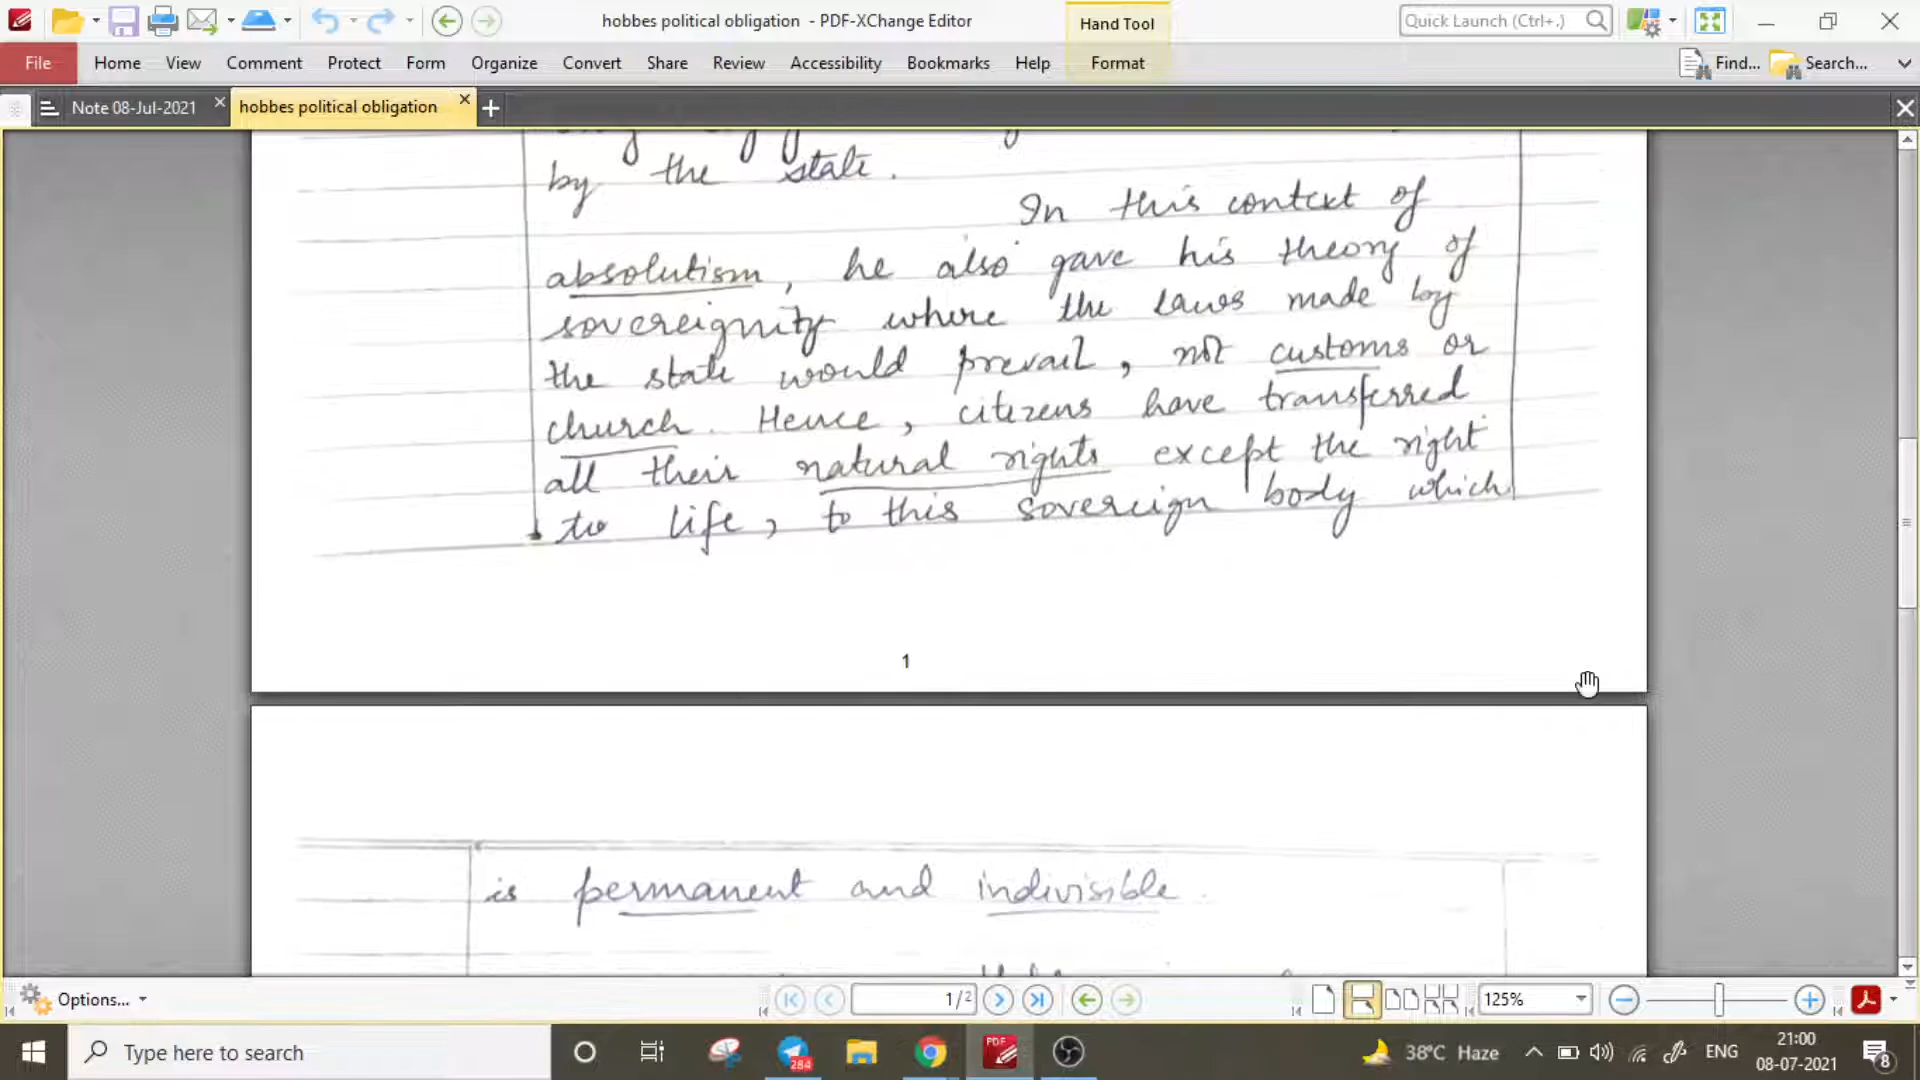 hobbes political obligation - PDF-XChange Editor
Hand Tool
Quick Launch (Ctrl+.)
File Home View Comment Protect Form Organize Convert Share Review Accessibility Bookmarks Help Format Find... Search...
Note 08-Jul-2021 hobbes political obligation
by the state.
In this context of
absolutism, he also gave his theory of
sovereignity where the laws made by
the state would prevail, not customs or
church. Hence, citizens have transferred
all their natural rights except the right
to life, to this sovereign body which
1
is permanent and indivisible.
Options... 1/2 125%
Type here to search 284 PDF 38°C Haze ENG 21:00
08-07-2021 8